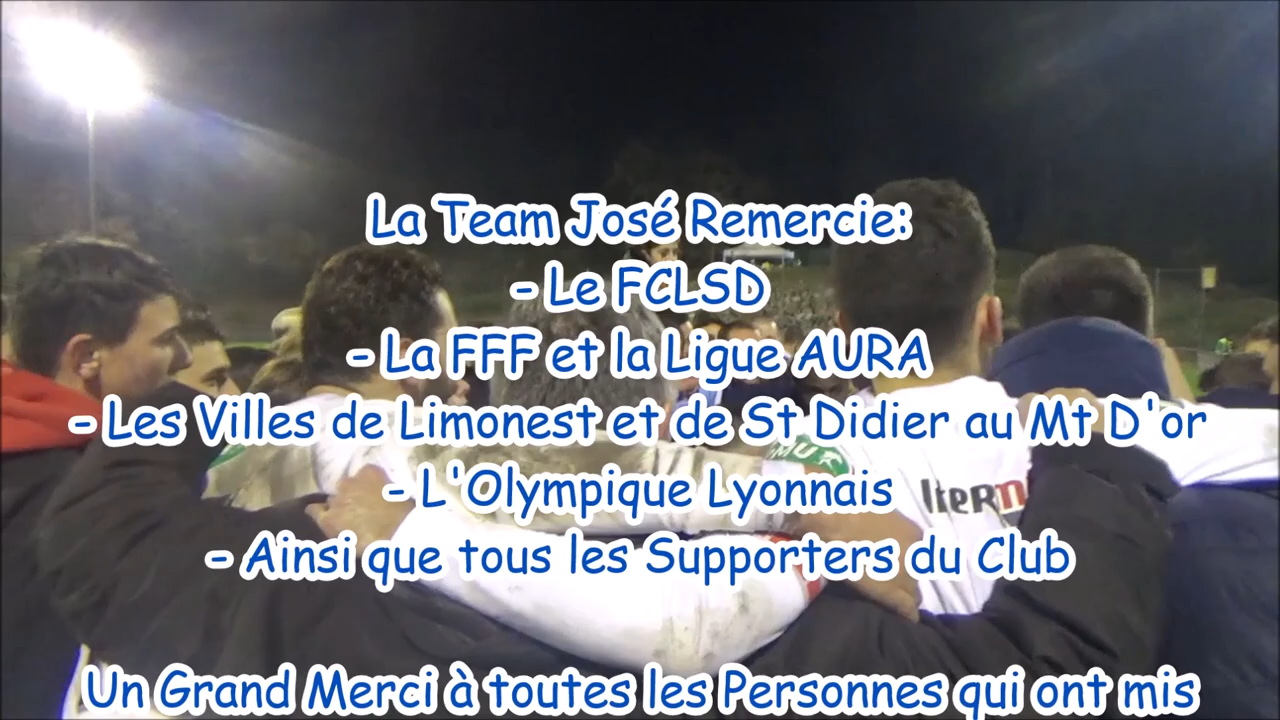 La Team José Remercie:
- Le FCLSD
- La FFF et la Ligue AURA
- Les Villes de Limonest et de St Didier au Mt D'or
PMU
- L'Olympique Lyonnais
- Ainsi que tous les Supporters du Club
Un Grand Merci à toutes les Personnes qui ont mis